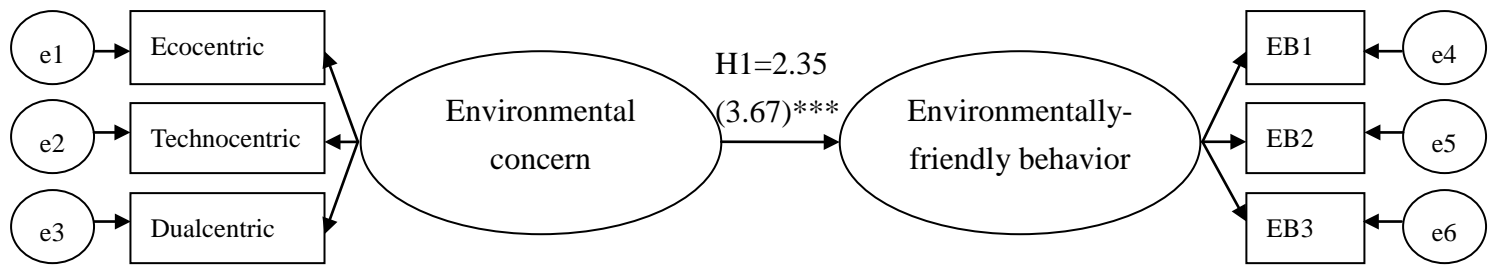 e1
Ecocentric
e2
Technocentric
e3
Dualcentric
Environmental
concern
H1=2.35
(3.67)***
Environmentally-
friendly behavior
EB1
e4
EB2
e5
EB3
e6